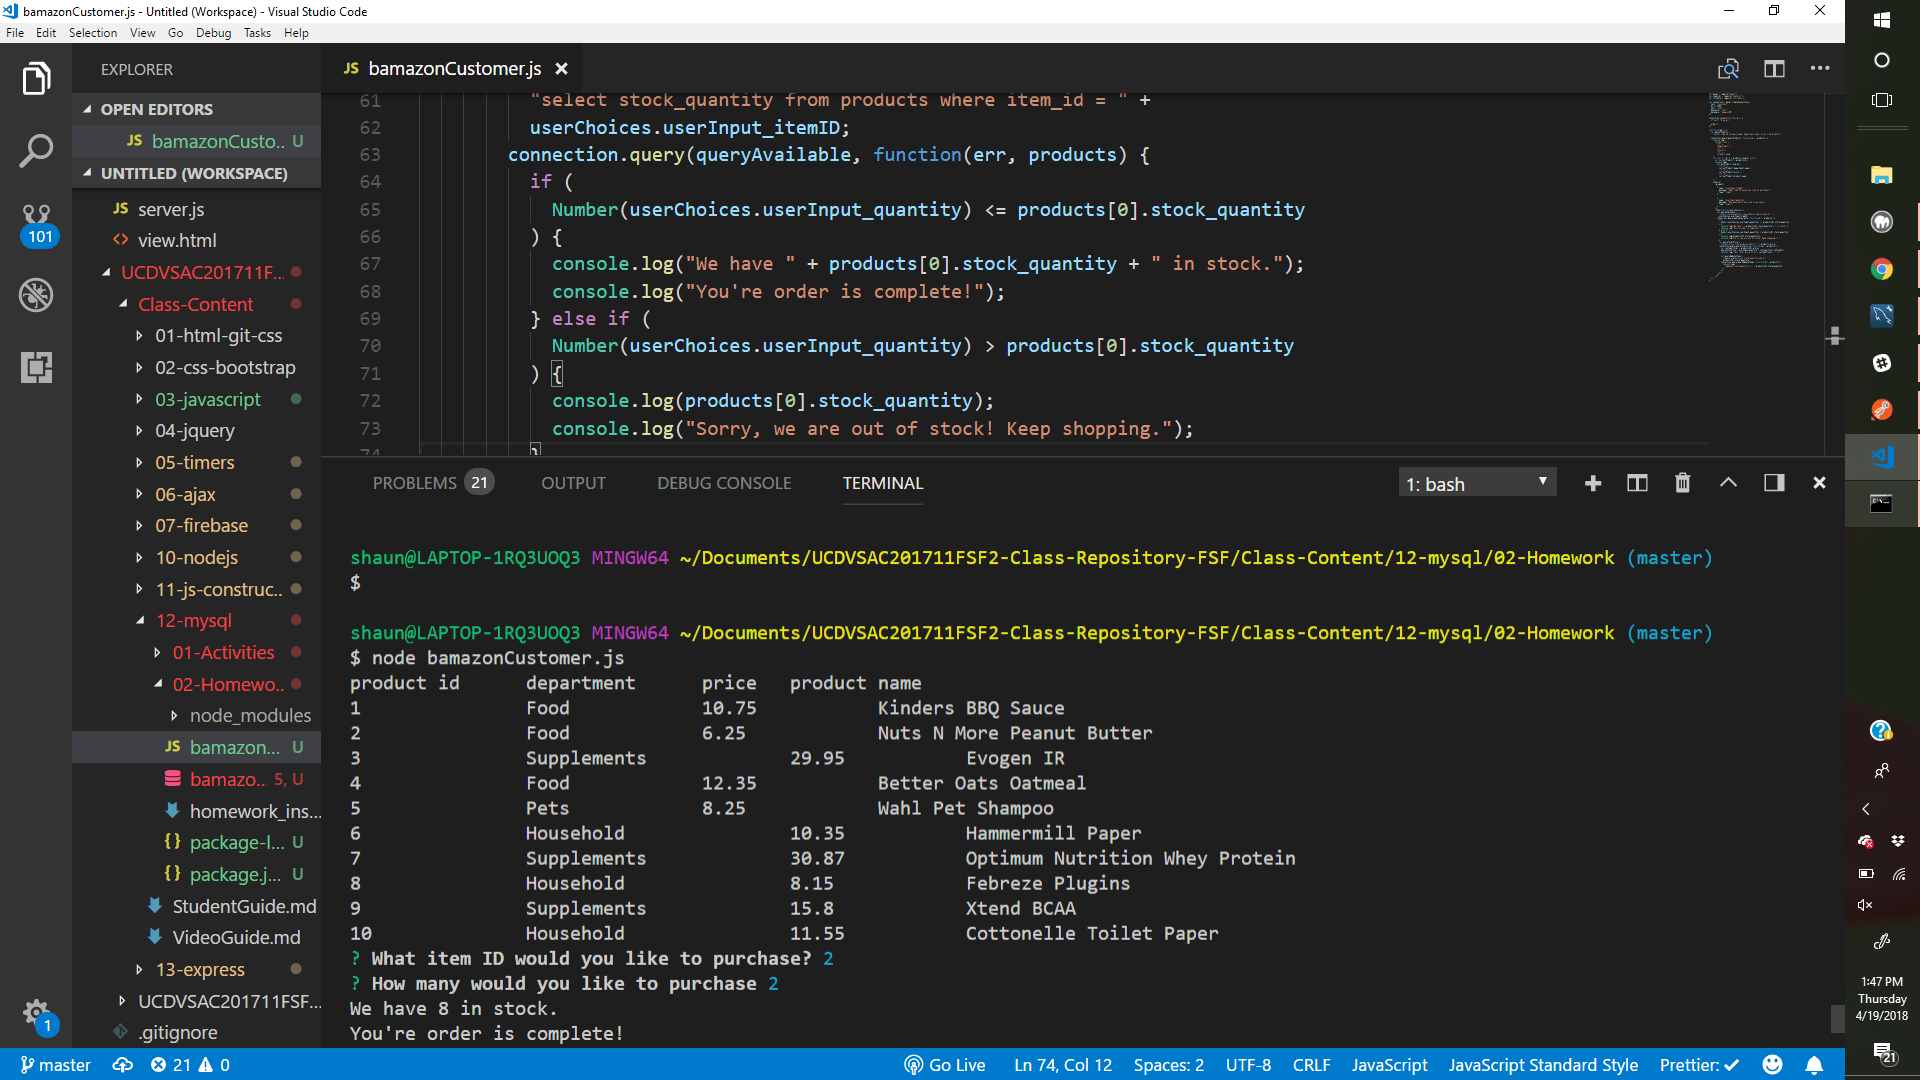 bamazonCustomer.js - Untitled (Workspace) - Visual Studio Code
File Edit Selection View Go Debug Tasks Help
EXPLORER
OPEN EDITORS
JS bamazonCusto.. U
UNTITLED (WORKSPACE)
JS server.js
<> view.html
UCDVSAC201711F...
Class-Content
01-html-git-css
02-css-bootstrap
03-javascript
04-jquery
05-timers
06-ajax
07-firebase
10-nodejs
11-js-construc..
12-mysql
01-Activities
02-Homewo..
node_modules
JS bamazon... U
bamazo.. 5, U
homework_ins...
{} package-l... U
{} package.j... U
StudentGuide.md
VideoGuide.md
13-express
UCDVSAC201711FSF...
.gitignore
101
1
JS bamazonCustomer.js
61 "select stock_quantity from products where item_id = " +
62 userChoices.userInput_itemID;
63 connection.query(queryAvailable, function(err, products) {
64 if (
65 Number(userChoices.userInput_quantity) <= products[0].stock_quantity
66 ) {
67 console.log("We have " + products[0].stock_quantity + " in stock.");
68 console.log("You're order is complete!");
69 } else if (
70 Number(userChoices.userInput_quantity) > products[0].stock_quantity
71 ) {
72 console.log(products[0].stock_quantity);
73 console.log("Sorry, we are out of stock! Keep shopping.");
74 }
PROBLEMS 21 OUTPUT DEBUG CONSOLE TERMINAL 1: bash
shaun@LAPTOP-1RQ3UOQ3 MINGW64 ~/Documents/UCDVSAC201711FSF2-Class-Repository-FSF/Class-Content/12-mysql/02-Homework (master)
$
shaun@LAPTOP-1RQ3UOQ3 MINGW64 ~/Documents/UCDVSAC201711FSF2-Class-Repository-FSF/Class-Content/12-mysql/02-Homework (master)
$ node bamazonCustomer.js
product id department price product name
1 Food 10.75 Kinders BBQ Sauce
2 Food 6.25 Nuts N More Peanut Butter
3 Supplements 29.95 Evogen IR
4 Food 12.35 Better Oats Oatmeal
5 Pets 8.25 Wahl Pet Shampoo
6 Household 10.35 Hammermill Paper
7 Supplements 30.87 Optimum Nutrition Whey Protein
8 Household 8.15 Febreze Plugins
9 Supplements 15.8 Xtend BCAA
10 Household 11.55 Cottonelle Toilet Paper
? What item ID would you like to purchase? 2
? How many would you like to purchase 2
We have 8 in stock.
You're order is complete!
master 21 0 Go Live Ln 74, Col 12 Spaces: 2 UTF-8 CRLF JavaScript JavaScript Standard Style Prettier: ✓
1:47 PM
Thursday
4/19/2018
21